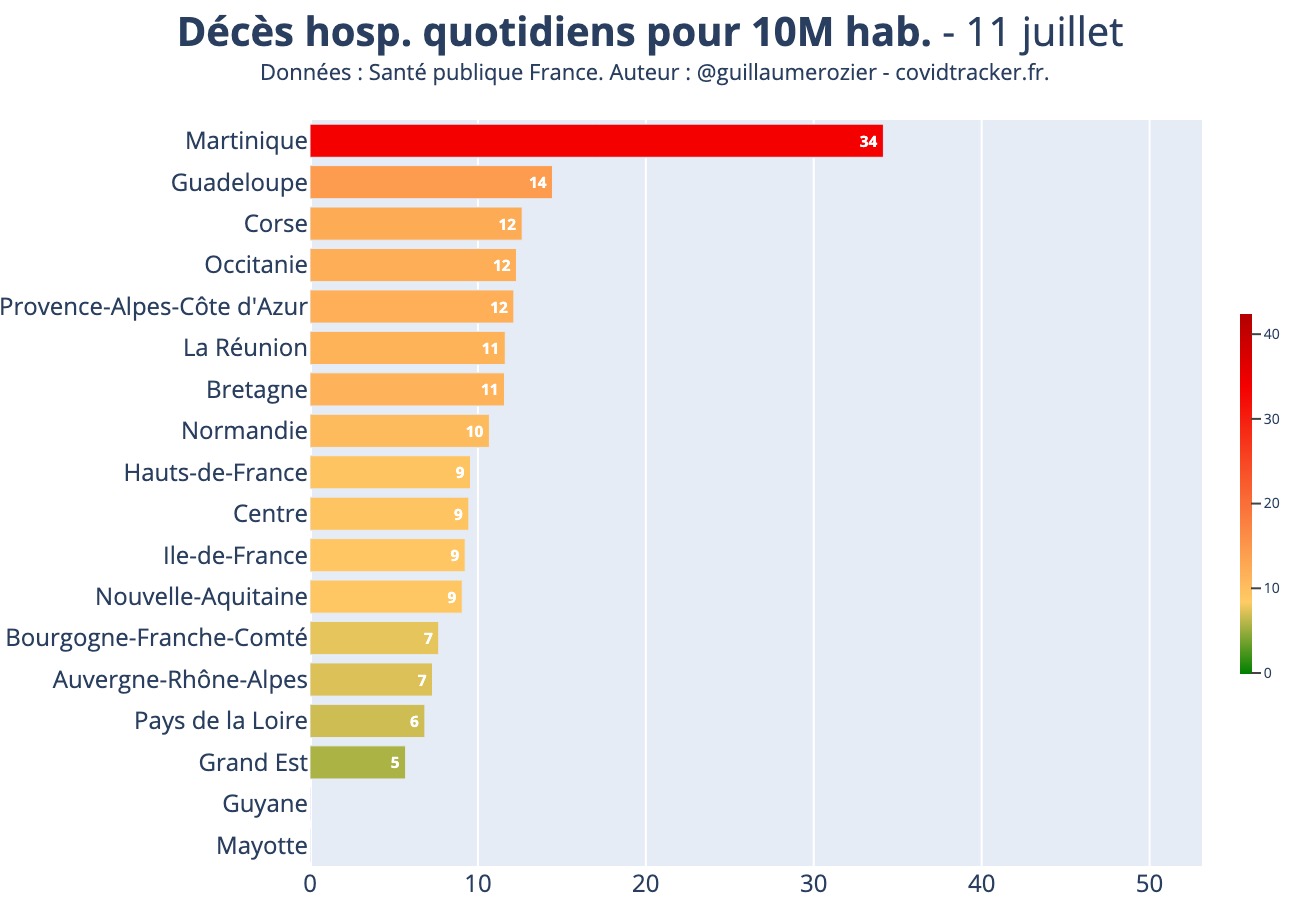 Décès hosp. quotidiens pour 10M hab. - 11 juillet
Données : Santé publique France. Auteur : @guillaumerozier - covidtracker.fr.
Martinique 34
Guadeloupe 14
Corse 12
Occitanie 12
Provence-Alpes-Côte d'Azur 12
La Réunion 11
Bretagne 11
Normandie 10
Hauts-de-France 9
Centre 9
Ile-de-France 9
Nouvelle-Aquitaine 9
Bourgogne-Franche-Comté 7
Auvergne-Rhône-Alpes 7
Pays de la Loire 6
Grand Est 5
Guyane
Mayotte
0 10 20 30 40 50
40
30
20
10
0